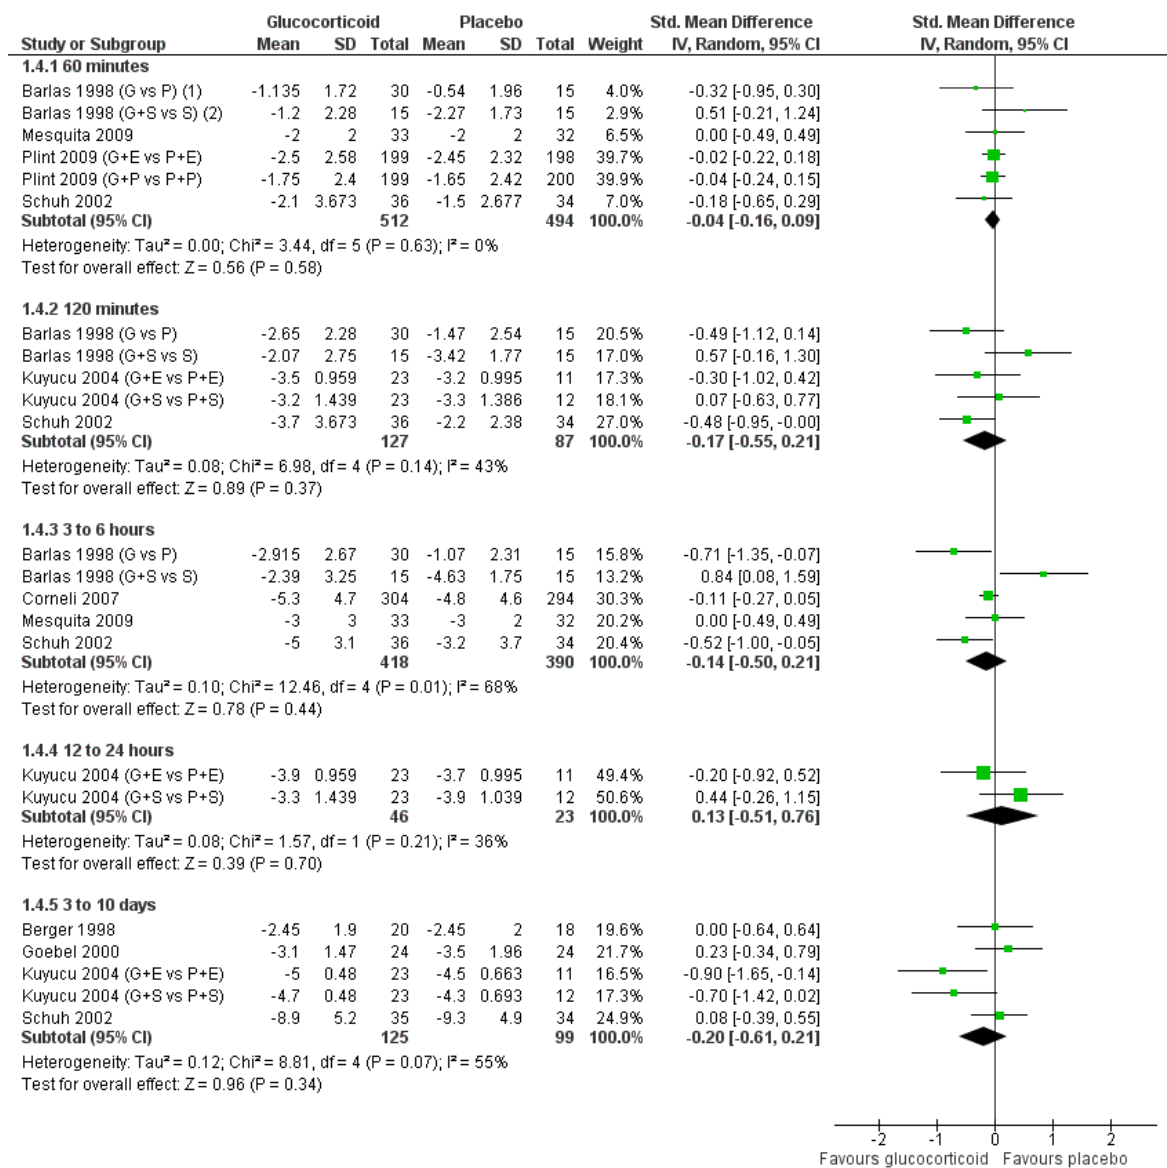 Glucocorticoid Placebo Std. Mean Difference Std. Mean Difference
Study or Subgroup Mean SD Total Mean SD Total Weight IV, Random, 95% CI IV, Random, 95% CI
1.4.1 60 minutes
Barlas 1998 (G vs P) (1) -1.135 1.72 30 -0.54 1.96 15 4.0% -0.32 [-0.95, 0.30]
Barlas 1998 (G+S vs S) (2) -1.2 2.28 15 -2.27 1.73 15 2.9% 0.51 [-0.21, 1.24]
Mesquita 2009 -2 2 33 -2 2 32 6.5% 0.00 [-0.49, 0.49]
Plint 2009 (G+E vs P+E) -2.5 2.58 199 -2.45 2.32 198 39.7% -0.02 [-0.22, 0.18]
Plint 2009 (G+P vs P+P) -1.75 2.4 199 -1.65 2.42 200 39.9% -0.04 [-0.24, 0.15]
Schuh 2002 -2.1 3.673 36 -1.5 2.677 34 7.0% -0.18 [-0.65, 0.29]
Subtotal (95% CI) 512 494 100.0% -0.04 [-0.16, 0.09]
Heterogeneity: Tau² = 0.00; Chi² = 3.44, df = 5 (P = 0.63); I² = 0%
Test for overall effect: Z = 0.56 (P = 0.58)
1.4.2 120 minutes
Barlas 1998 (G vs P) -2.65 2.28 30 -1.47 2.54 15 20.5% -0.49 [-1.12, 0.14]
Barlas 1998 (G+S vs S) -2.07 2.75 15 -3.42 1.77 15 17.0% 0.57 [-0.16, 1.30]
Kuyucu 2004 (G+E vs P+E) -3.5 0.959 23 -3.2 0.995 11 17.3% -0.30 [-1.02, 0.42]
Kuyucu 2004 (G+S vs P+S) -3.2 1.439 23 -3.3 1.386 12 18.1% 0.07 [-0.63, 0.77]
Schuh 2002 -3.7 3.673 36 -2.2 2.38 34 27.0% -0.48 [-0.95, -0.00]
Subtotal (95% CI) 127 87 100.0% -0.17 [-0.55, 0.21]
Heterogeneity: Tau² = 0.08; Chi² = 6.98, df = 4 (P = 0.14); I² = 43%
Test for overall effect: Z = 0.89 (P = 0.37)
1.4.3 3 to 6 hours
Barlas 1998 (G vs P) -2.915 2.67 30 -1.07 2.31 15 15.8% -0.71 [-1.35, -0.07]
Barlas 1998 (G+S vs S) -2.39 3.25 15 -4.63 1.75 15 13.2% 0.84 [0.08, 1.59]
Corneli 2007 -5.3 4.7 304 -4.8 4.6 294 30.3% -0.11 [-0.27, 0.05]
Mesquita 2009 -3 3 33 -3 2 32 20.2% 0.00 [-0.49, 0.49]
Schuh 2002 -5 3.1 36 -3.2 3.7 34 20.4% -0.52 [-1.00, -0.05]
Subtotal (95% CI) 418 390 100.0% -0.14 [-0.50, 0.21]
Heterogeneity: Tau² = 0.10; Chi² = 12.46, df = 4 (P = 0.01); I² = 68%
Test for overall effect: Z = 0.78 (P = 0.44)
1.4.4 12 to 24 hours
Kuyucu 2004 (G+E vs P+E) -3.9 0.959 23 -3.7 0.995 11 49.4% -0.20 [-0.92, 0.52]
Kuyucu 2004 (G+S vs P+S) -3.3 1.439 23 -3.9 1.039 12 50.6% 0.44 [-0.26, 1.15]
Subtotal (95% CI) 46 23 100.0% 0.13 [-0.51, 0.76]
Heterogeneity: Tau² = 0.08; Chi² = 1.57, df = 1 (P = 0.21); I² = 36%
Test for overall effect: Z = 0.39 (P = 0.70)
1.4.5 3 to 10 days
Berger 1998 -2.45 1.9 20 -2.45 2 18 19.6% 0.00 [-0.64, 0.64]
Goebel 2000 -3.1 1.47 24 -3.5 1.96 24 21.7% 0.23 [-0.34, 0.79]
Kuyucu 2004 (G+E vs P+E) -5 0.48 23 -4.5 0.663 11 16.5% -0.90 [-1.65, -0.14]
Kuyucu 2004 (G+S vs P+S) -4.7 0.48 23 -4.3 0.693 12 17.3% -0.70 [-1.42, 0.02]
Schuh 2002 -8.9 5.2 35 -9.3 4.9 34 24.9% 0.08 [-0.39, 0.55]
Subtotal (95% CI) 125 99 100.0% -0.20 [-0.61, 0.21]
Heterogeneity: Tau² = 0.12; Chi² = 8.81, df = 4 (P = 0.07); I² = 55%
Test for overall effect: Z = 0.96 (P = 0.34)
-2 -1 0 1 2
Favours glucocorticoid Favours placebo